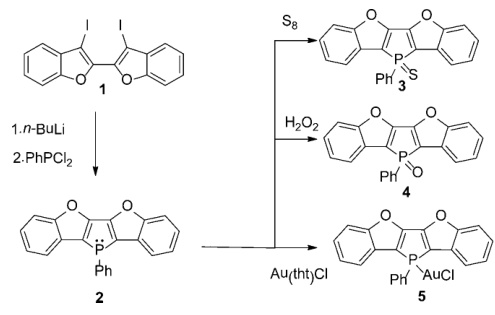 I I
O O
1
1.n-BuLi
2.PhPCl2
O O
P
Ph
2
S8
O O
P
Ph S
3
H2O2
O O
P
Ph O
4
Au(tht)Cl
O O
P
Ph AuCl
5